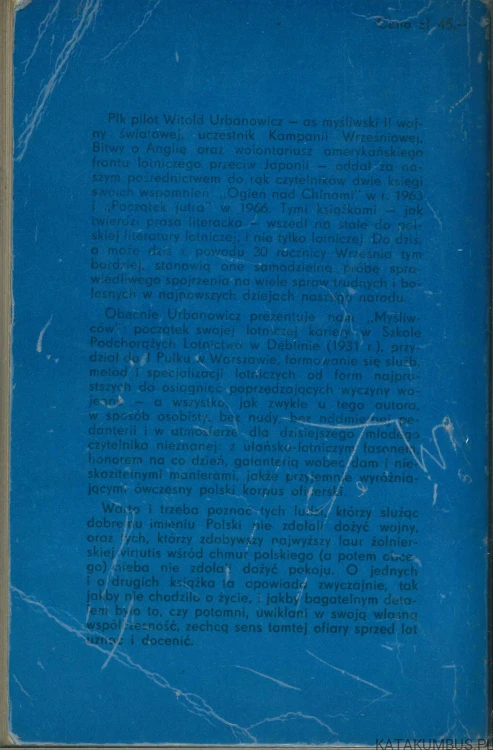 Cena zł 45.—
Płk pilot Witold Urbanowicz — as myśliwski II woj-
ny światowej, uczestnik Kampanii Wrześniowej,
Bitwy o Anglię oraz wolontariusz amerykańskiego
frontu lotniczego przeciw Japonii — oddał za na-
szym pośrednictwem do rąk czytelników dwie księgi
swoich wspomnień: „Ogień nad Chinami" w r. 1963
i „Początek jutra" w 1966. Tymi książkami — jak
twierdzi prasa literacka — wszedł na stałe do pol-
skiej literatury lotniczej, i nie tylko lotniczej. Do dziś,
a może dziś z powodu 30 rocznicy Września tym
bardziej, stanowią one samodzielną próbę spra-
wiedliwego spojrzenia na wiele spraw trudnych i bo-
lesnych w najnowszych dziejach naszego narodu.
Obecnie Urbanowicz prezentuje nam „Myśliw-
ców" początek swojej lotniczej kariery w Szkole
Podchorążych Lotnictwa w Dęblinie (1931 r.), przy-
dział do 1 Pułku w Warszawie, formowanie się służb,
metod i specjalizacji lotniczych od form najpro-
stszych do osiągnięć poprzedzających wyczyny wo-
jenne — a wszystko, jak zwykle u tego autora,
w sposób osobisty, bez nudy, bez nadmiernej pe-
danterii i w atmosferze dla dzisiejszego młodego
czytelnika nieznanej: z ułańsko-lotniczym fasonem,
honorem na co dzień, galanterią wobec dam i nie-
skazitelnymi manierami, jakże przyjemnie wyróżnia-
jącymi ówczesny polski korpus oficerski.
Warto i trzeba poznać tych ludzi, którzy służąc
dobremu imieniu Polski nie zdołali dożyć wojny,
oraz tych, którzy zdobywszy najwyższy laur żołnier-
skiej virtutis wśród chmur polskiego (a potem obce-
go) nieba nie zdołali dożyć pokoju. O jednych
i o drugich książka ta opowiada zwyczajnie, tak
jakby nie chodziło o życie, i jakby bagatelnym deta-
lem było to, czy potomni, uwikłani w swoją własną
współczesność, zechcą sens tamtej ofiary sprzed lat
uznać i docenić.
KATAKUMBUS.PL